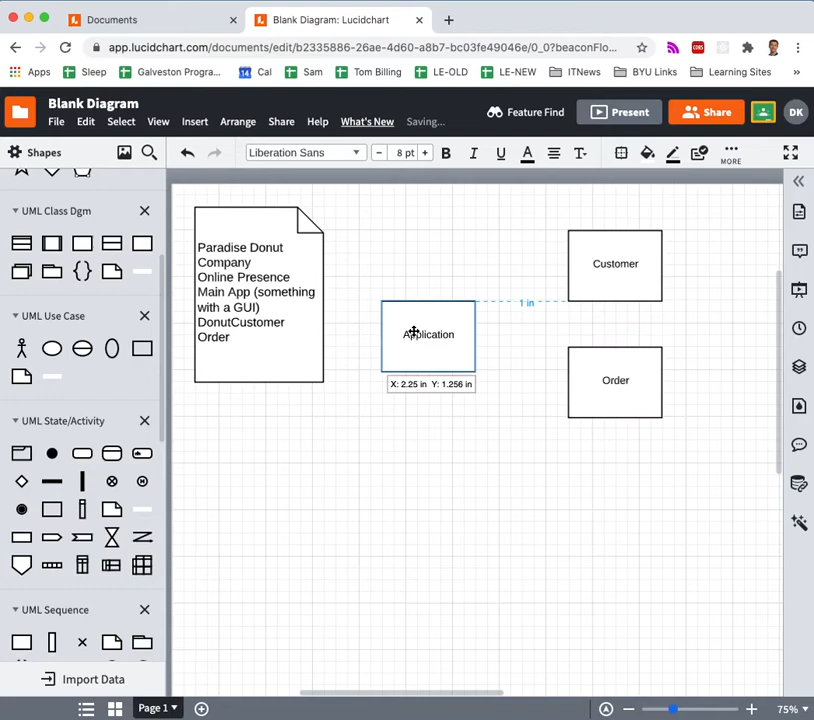 Documents
Blank Diagram: Lucidchart
app.lucidchart.com/documents/edit/b2335886-26ae-4d60-a8b7-bc03fe49046e/0_0?beaconFlo...
Apps
Sleep
Galveston Progra...
Cal
Sam
Tom Billing
LE-OLD
LE-NEW
ITNews
BYU Links
Learning Sites
»
Blank Diagram
File Edit Select View Insert Arrange Share Help What's New Saving...
Feature Find
Present
Share
DK
Shapes
Liberation Sans
− 8 pt +
B I U A T
MORE
UML Class Dgm
UML Use Case
UML State/Activity
UML Sequence
Import Data
Paradise Donut
Company
Online Presence
Main App (something
with a GUI)
DonutCustomer
Order
Application
1 in
X: 2.25 in Y: 1.256 in
Customer
Order
Page 1
75%